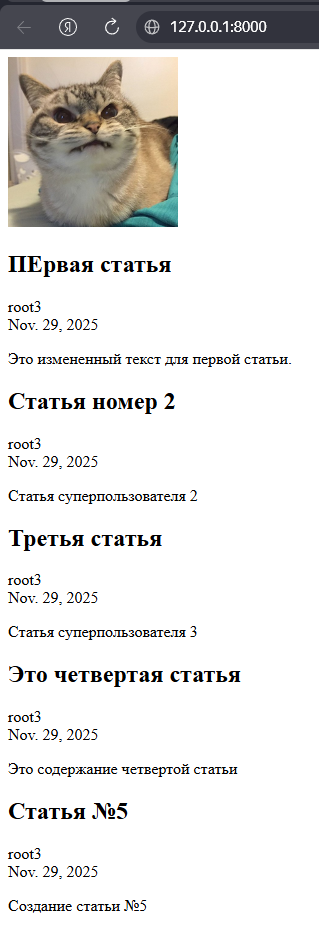 Я 127.0.0.1:8000
ПЕрвая статья
root3
Nov. 29, 2025
Это измененный текст для первой статьи.
Статья номер 2
root3
Nov. 29, 2025
Статья суперпользователя 2
Третья статья
root3
Nov. 29, 2025
Статья суперпользователя 3
Это четвертая статья
root3
Nov. 29, 2025
Это содержание четвертой статьи
Статья №5
root3
Nov. 29, 2025
Создание статьи №5